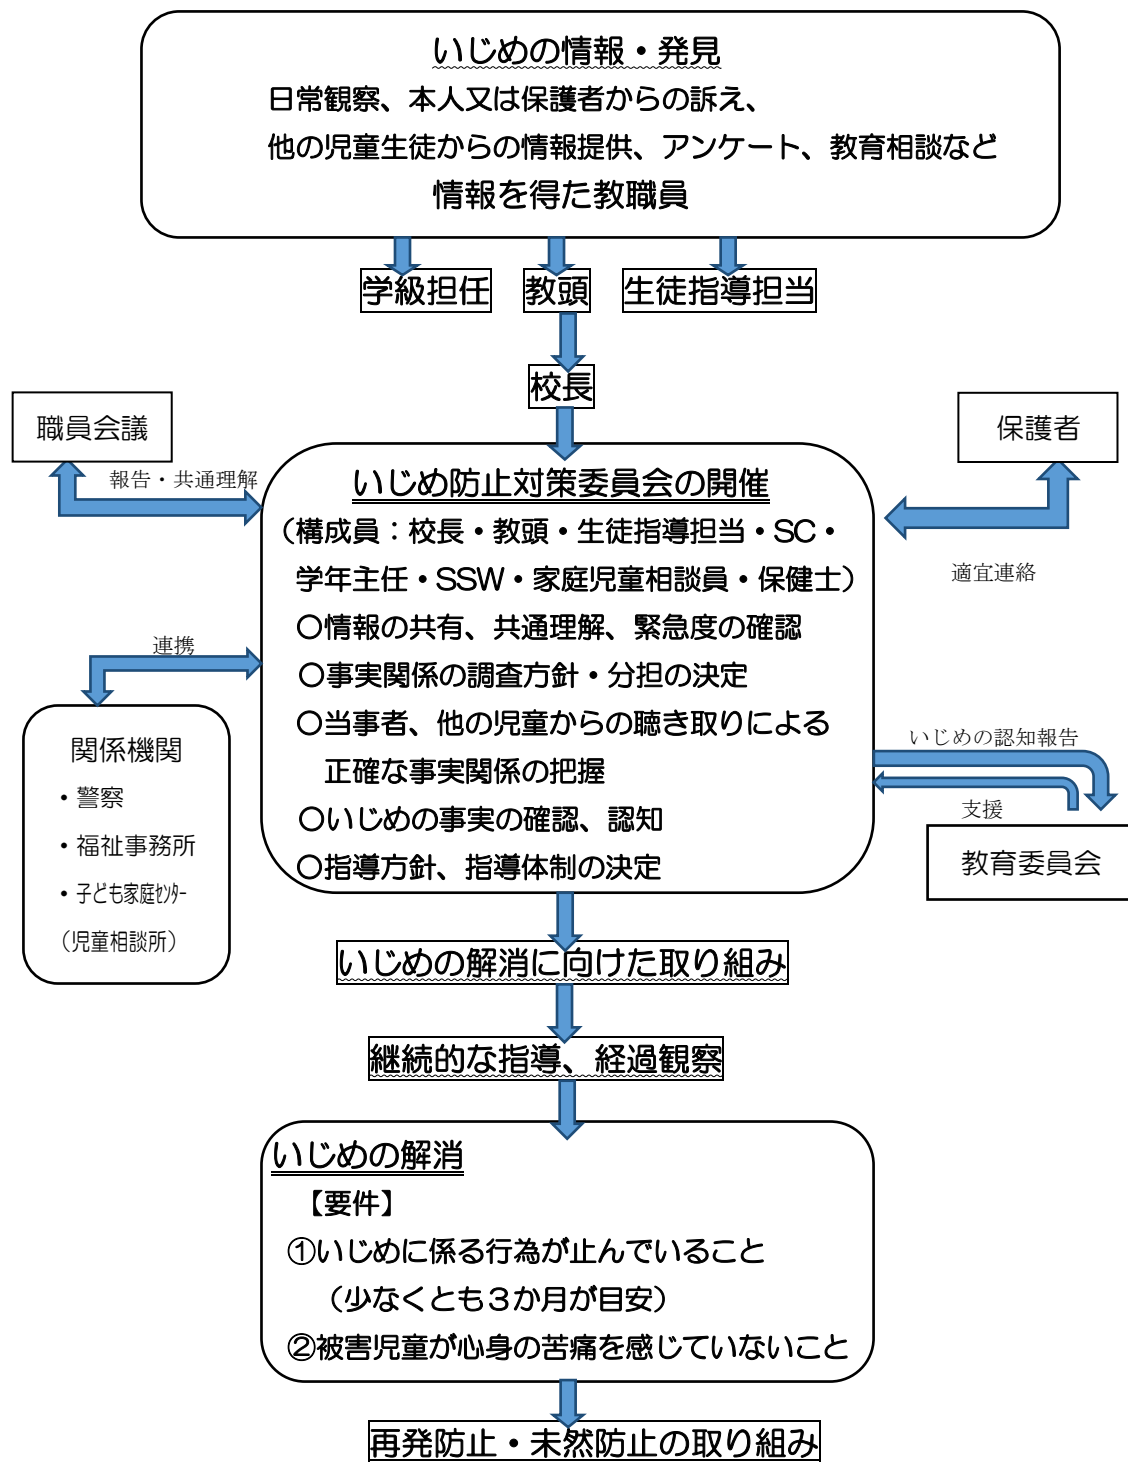 いじめの情報・発見
日常観察、本人又は保護者からの訴え、
他の児童生徒からの情報提供、アンケート、教育相談など
情報を得た教職員
学級担任
教頭
生徒指導担当
校長
職員会議
保護者
報告・共通理解
適宜連絡
いじめ防止対策委員会の開催
（構成員：校長・教頭・生徒指導担当・SC・
学年主任・SSW・家庭児童相談員・保健士）
〇情報の共有、共通理解、緊急度の確認
〇事実関係の調査方針・分担の決定
〇当事者、他の児童からの聴き取りによる
正確な事実関係の把握
〇いじめの事実の確認、認知
〇指導方針、指導体制の決定
連携
関係機関
・警察
・福祉事務所
・子ども家庭ｾﾝﾀｰ
（児童相談所）
いじめの認知報告
支援
教育委員会
いじめの解消に向けた取り組み
継続的な指導、経過観察
いじめの解消
【要件】
①いじめに係る行為が止んでいること
（少なくとも３か月が目安）
②被害児童が心身の苦痛を感じていないこと
再発防止・未然防止の取り組み